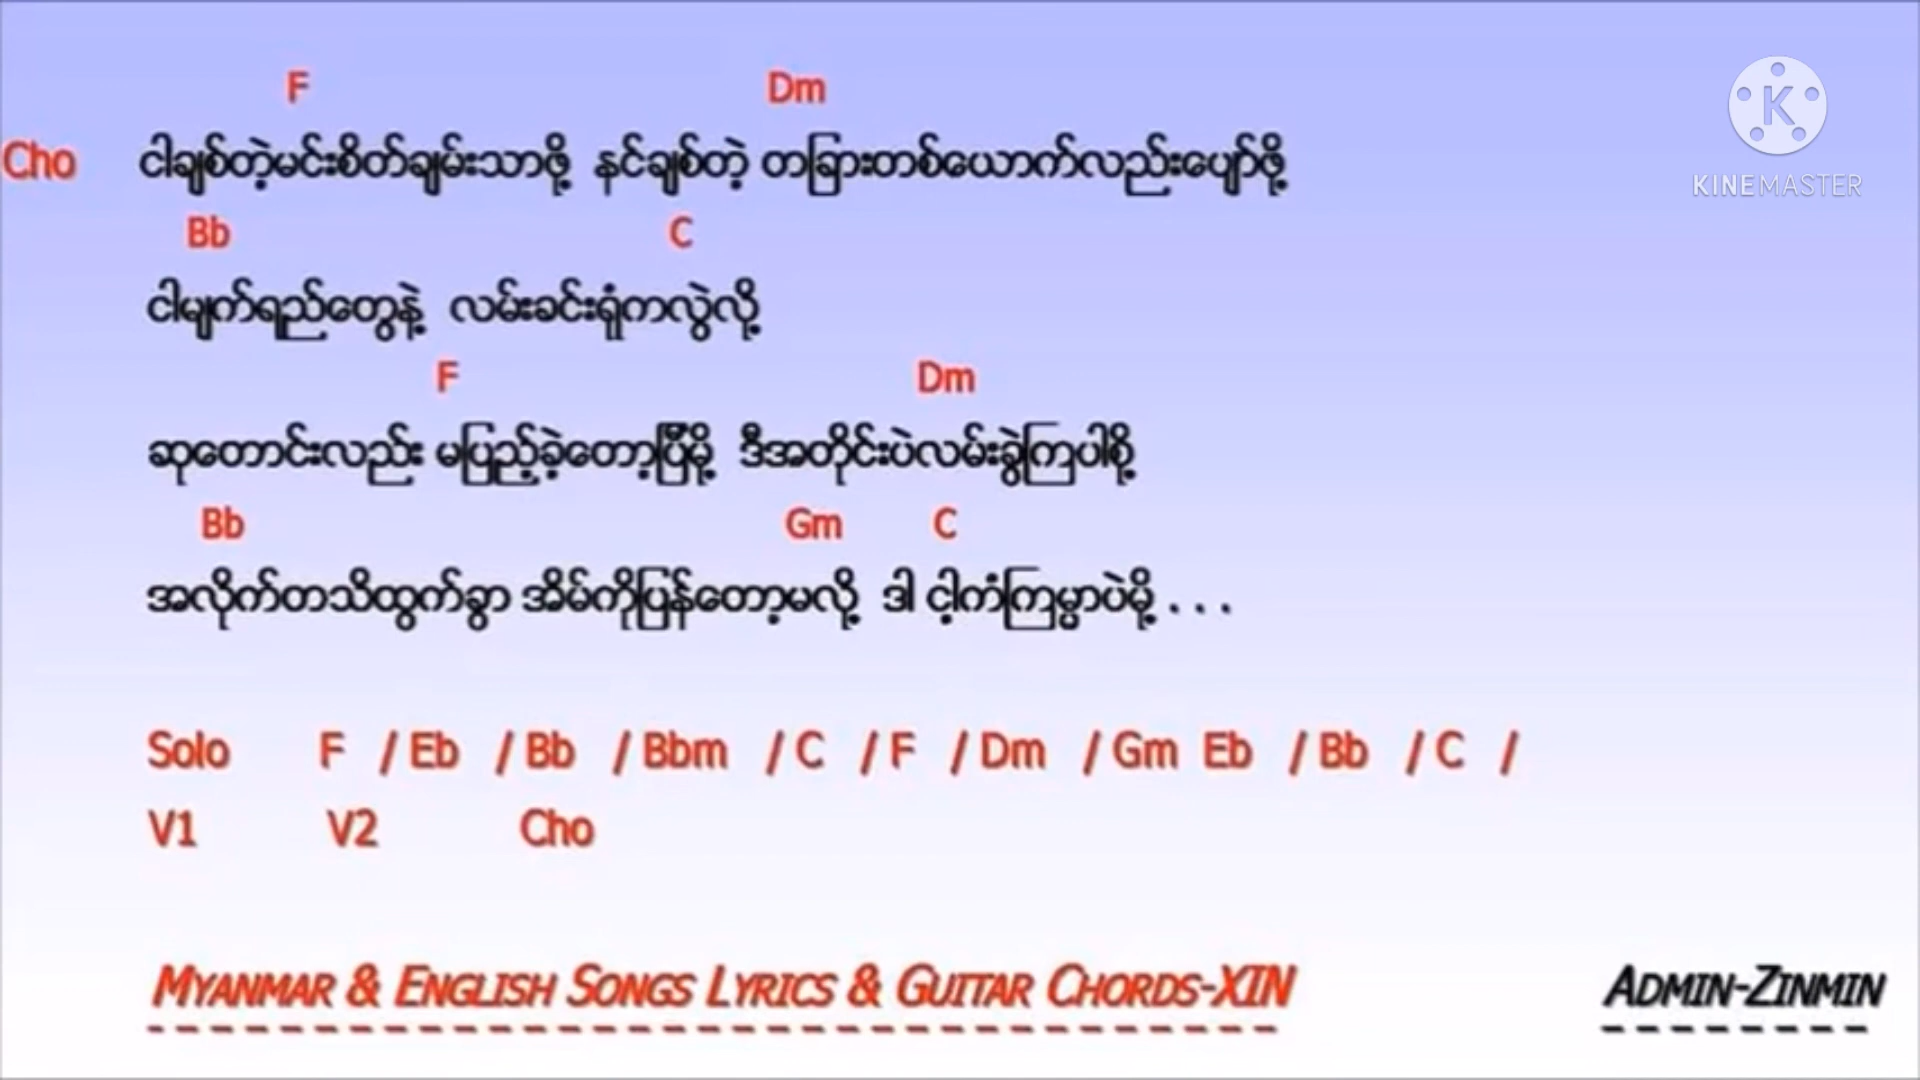 F Dm
Cho ငါချစ်တဲ့မင်းစိတ်ချမ်းသာဖို့ နင်ချစ်တဲ့ တခြားတစ်ယောက်လည်းပျော်ဖို့
Bb C
ငါမျက်ရည်တွေနဲ့ လမ်းခင်းရုံကလွဲလို့
F Dm
ဆုတောင်းလည်း မပြည့်ခဲ့တော့ပြီမို့ ဒီအတိုင်းပဲလမ်းခွဲကြပါစို့
Bb Gm C
အလိုက်တသိထွက်ခွာ အိမ်ကိုပြန်တော့မလို့ ဒါ ငါ့ကံကြမ္မာပဲမို့ . . .
Solo F / Eb / Bb / Bbm / C / F / Dm / Gm Eb / Bb / C /
V1 V2 Cho
MYANMAR & ENGLISH SONGS LYRICS & GUITAR CHORDS-XIN
ADMIN-ZINMIN
K
KINEMASTER